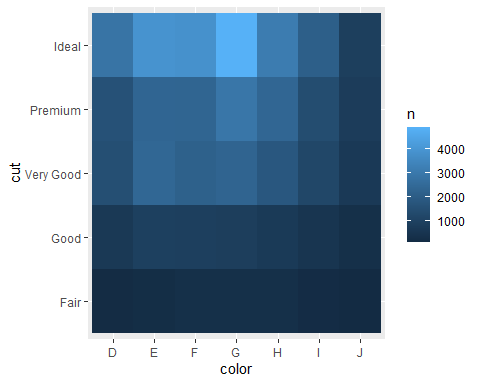 Ideal
Premium
Very Good
Good
Fair
cut
D E F G H I J
color
n
4000
3000
2000
1000